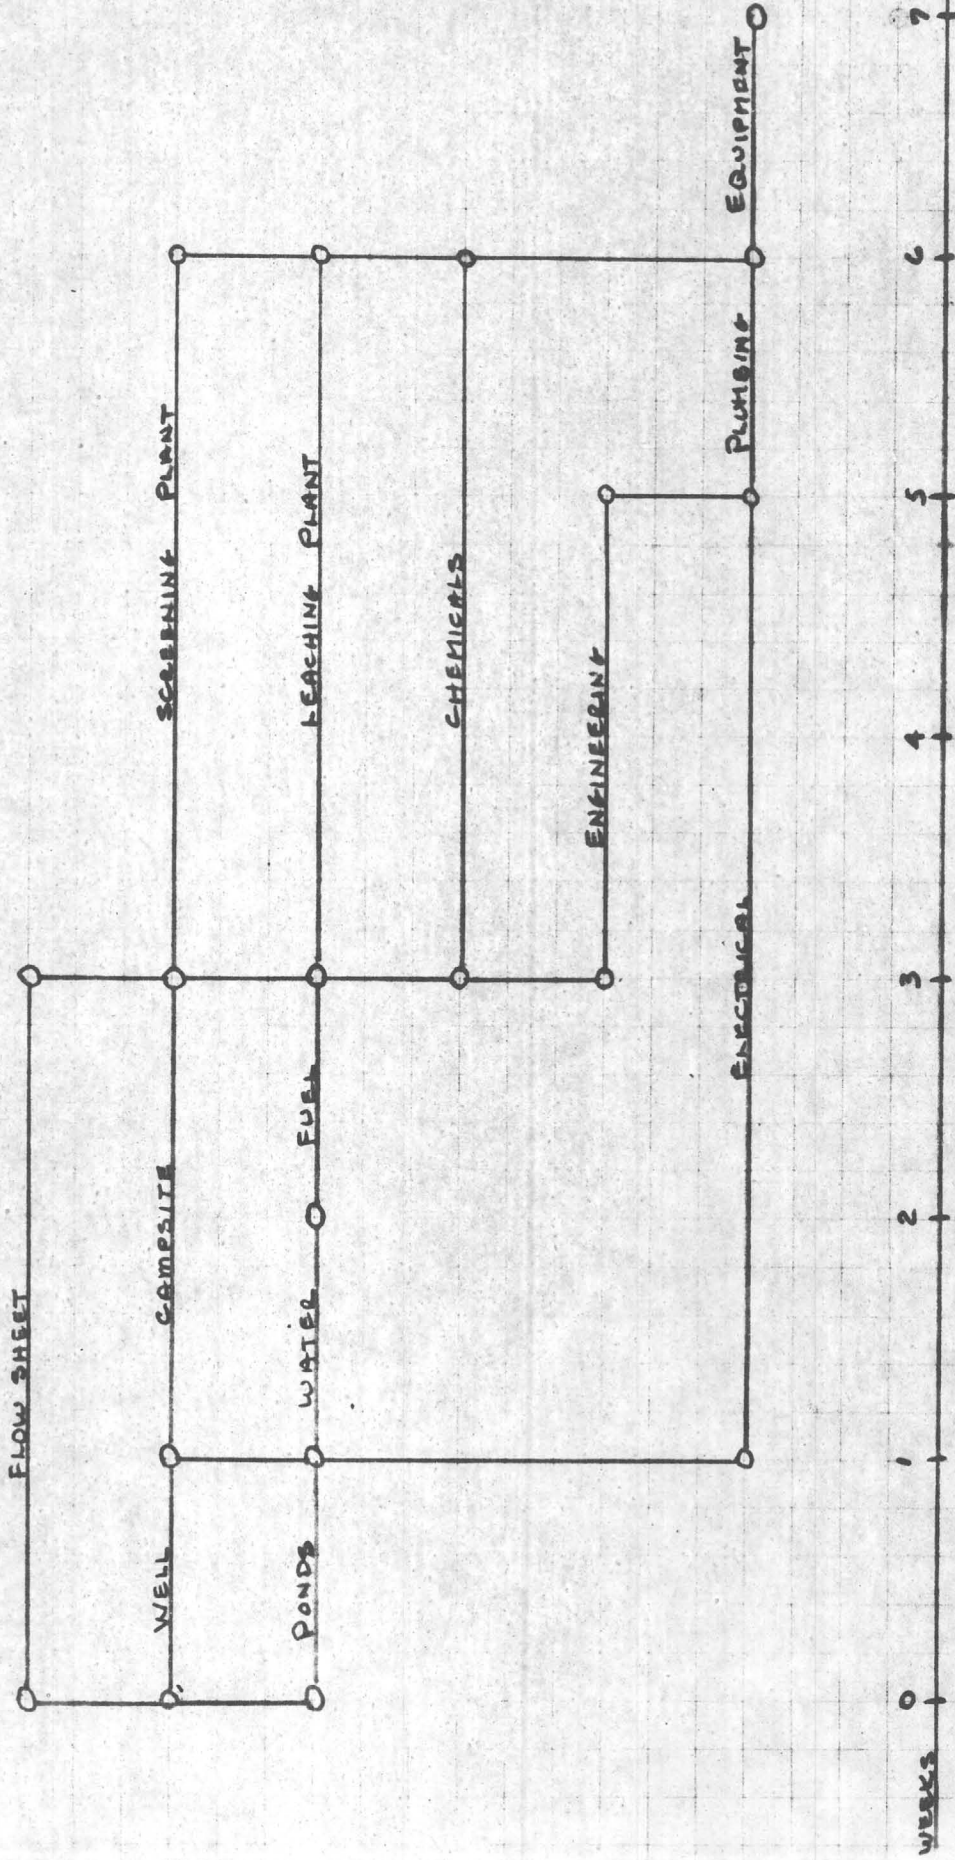 FLOW SHEET
WELL CAMPSITE SCREENING PLANT
PONDS WATER FUEL LEACHING PLANT
CHEMICALS
ENGINEERING
ELECTRICAL PLUMBING EQUIPMENT
WEEKS 0 1 2 3 4 5 6 7